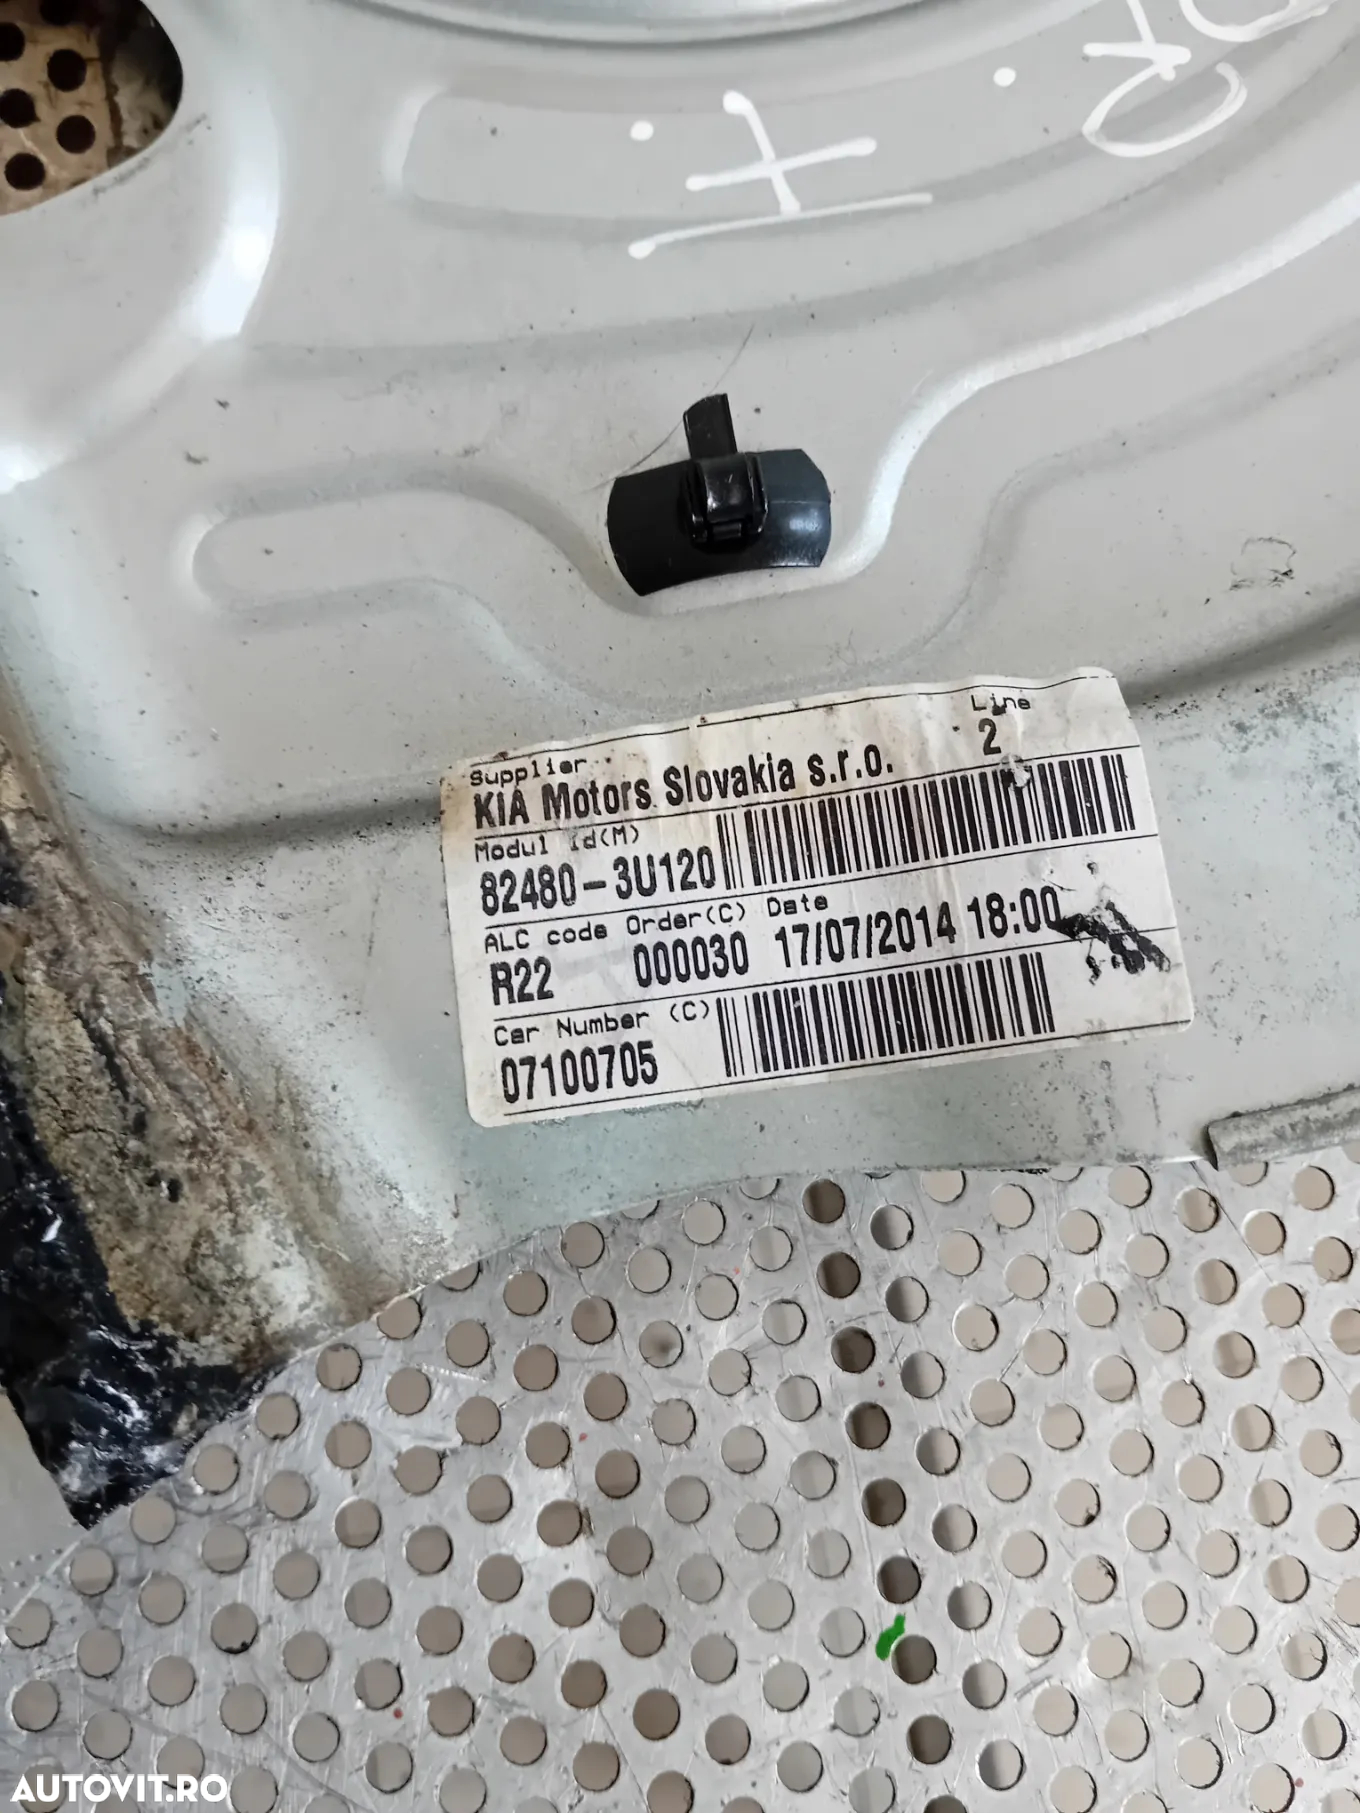 Supplier
Line
KIA Motors Slovakia s.r.o.
2
Modul id(M)
82480-3U120
ALC code Order(C) Date
R22 000030 17/07/2014 18:00
Car Number (C)
07100705
AUTOVIT.RO